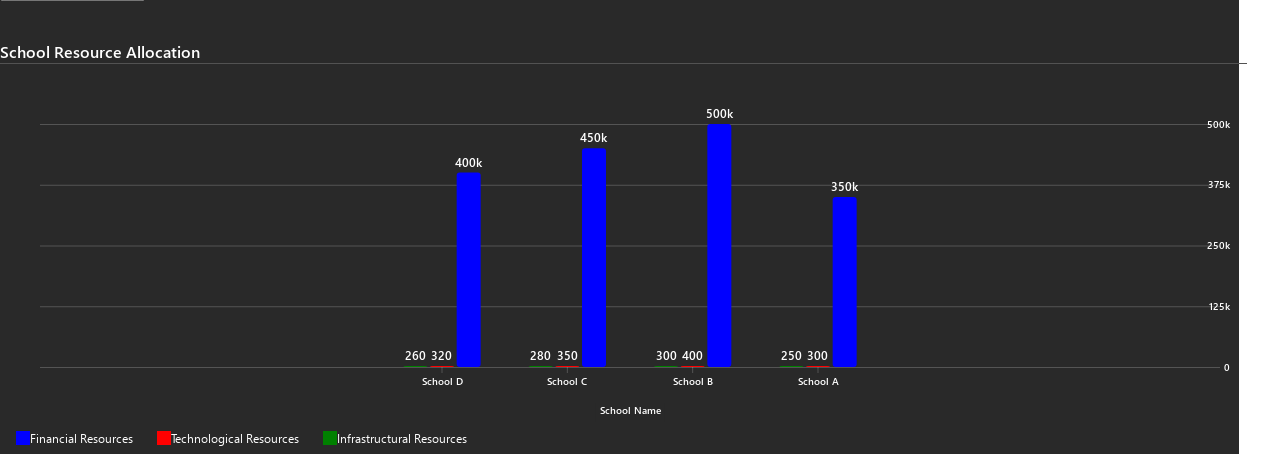 School Resource Allocation
500k
450k
400k
350k
500k
375k
250k
125k
0
260 320 280 350 300 400 250 300
School D School C School B School A
School Name
Financial Resources Technological Resources Infrastructural Resources